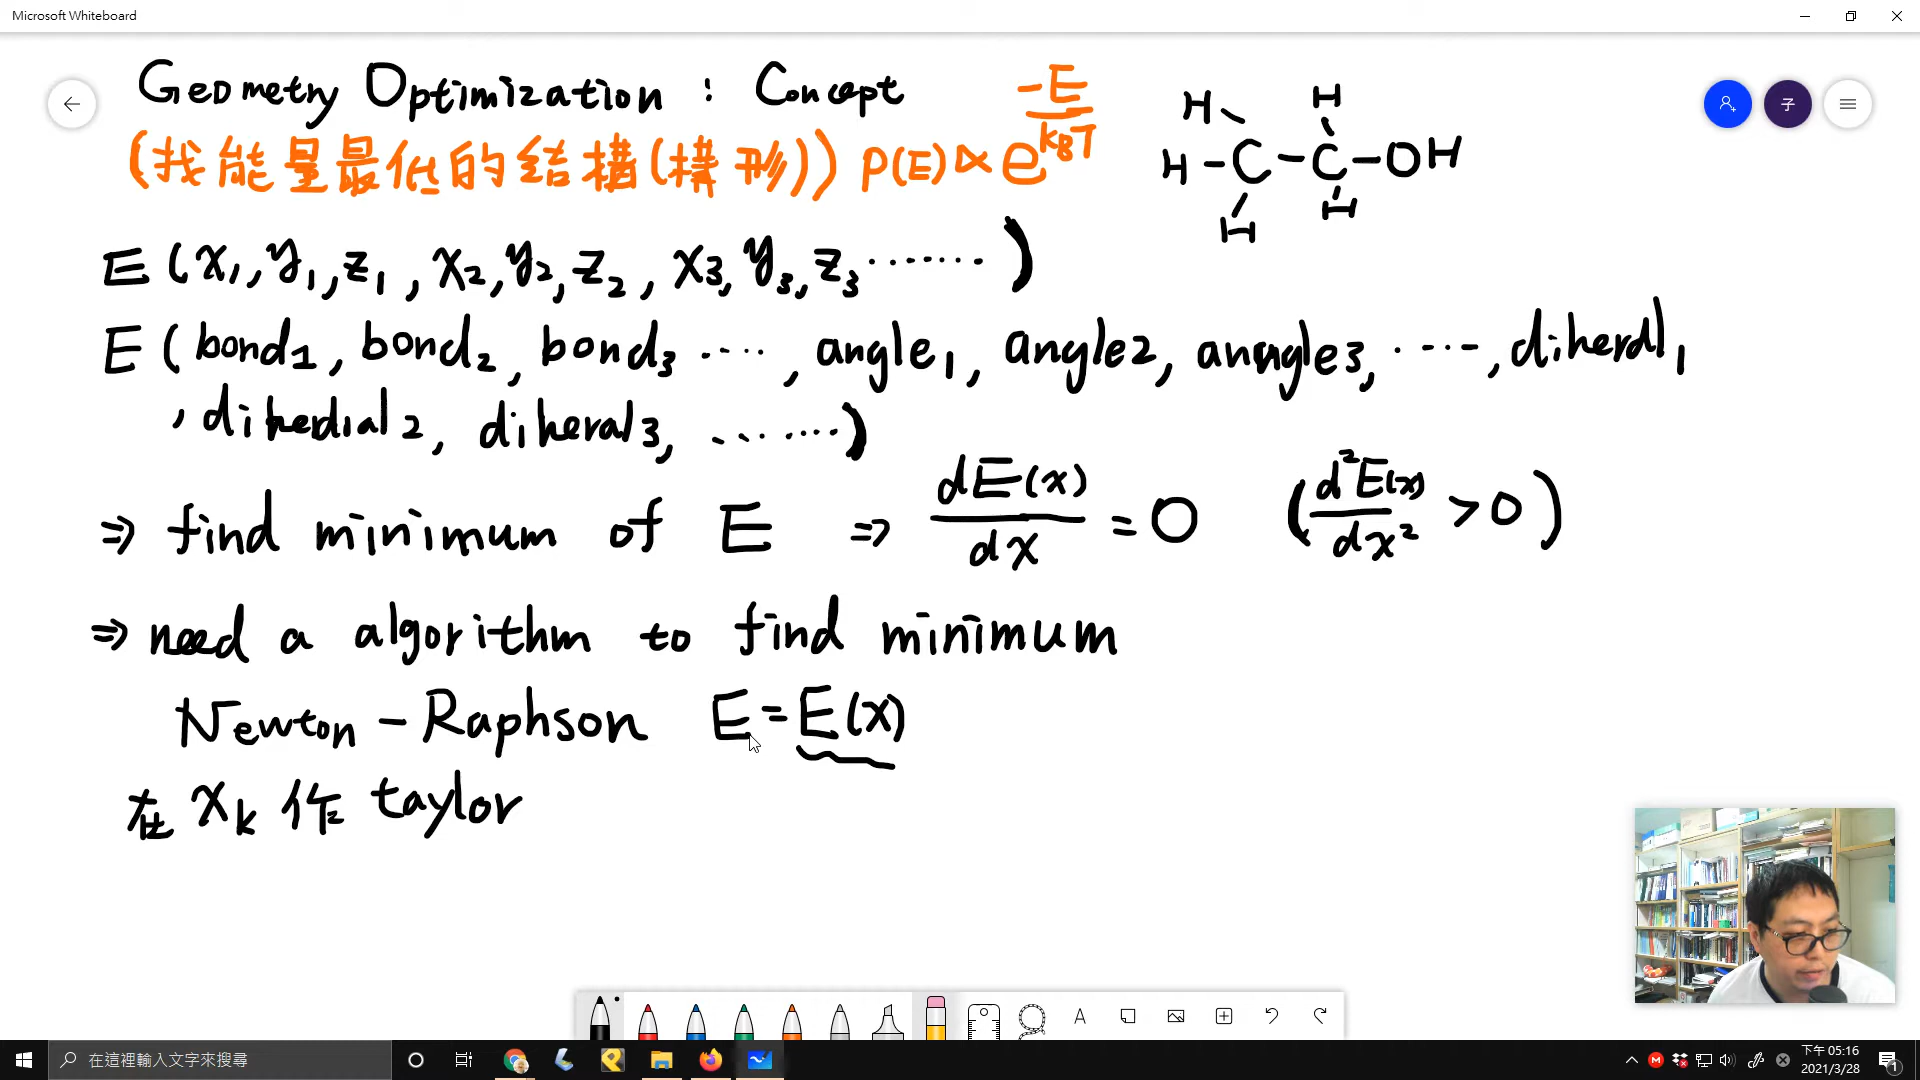 Microsoft Whiteboard
Geometry Optimization : Concept
(找能量最低的結構(構形)) P(E) ∝ e^(-E/kBT)
H H
H - C - C - OH
H H
子
E (x1, y1, z1, x2, y2, z2, x3, y3, z3 ........)
E ( bond1, bond2, bond3 ....., angle1, angle2, anngle3, ....., diherdl1
, dihedial2, diheral3, .......)
⇒ find minimum of E ⇒ dE(x)/dx = 0 (d²E(x)/dx² > 0)
⇒ need a algorithm to find minimum
Newton - Raphson E = E(x)
在 xk 作 taylor
A
在這裡輸入文字來搜尋
下午 05:16
2021/3/28
1